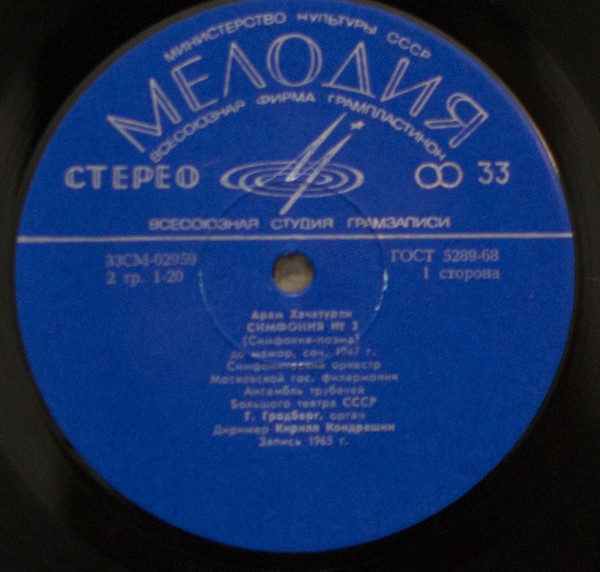 МИНИСТЕРСТВО КУЛЬТУРЫ СССР
МЕЛОДИЯ
ВСЕСОЮЗНАЯ ФИРМА ГРАМПЛАСТИНОК
СТЕРЕО
33
ВСЕСОЮЗНАЯ СТУДИЯ ГРАМЗАПИСИ
33СМ-02959
ГОСТ 5289-68
2 гр. 1-20
1 сторона
Арам Хачатурян
СИМФОНИЯ № 3
(Симфония-поэма)
до мажор, соч. 1947 г.
Симфонический оркестр
Московской гос. филармонии
Ансамбль трубачей
Большого театра СССР
Г. Гродберг, орган
Дирижер Кирилл Кондрашин
Запись 1965 г.